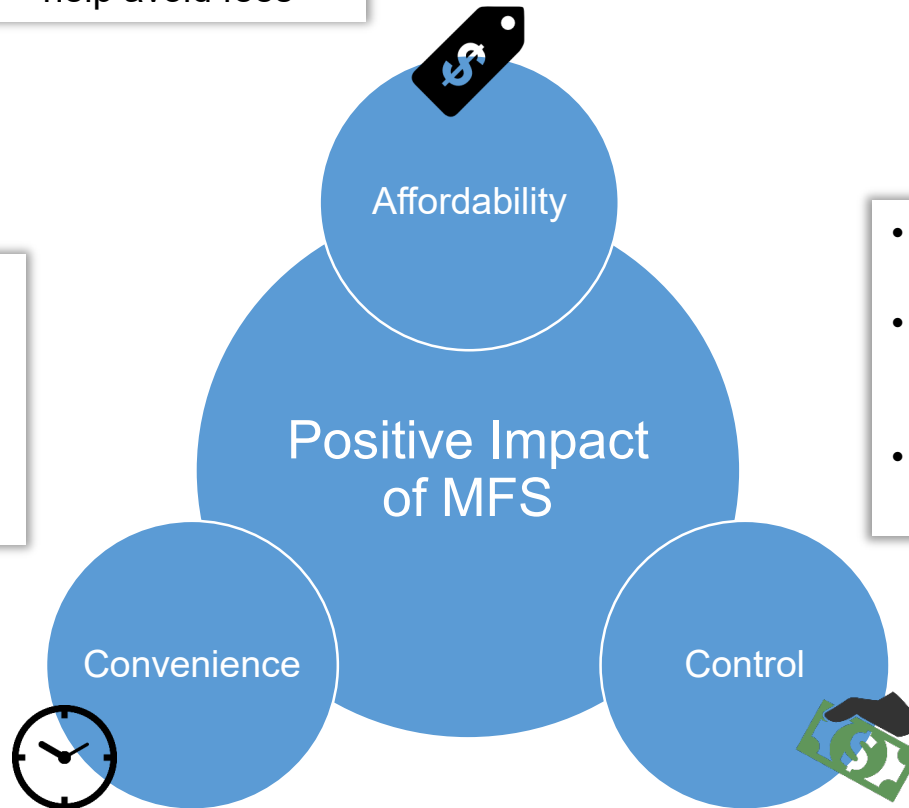 Affordability
Positive Impact
of MFS
Convenience
Control